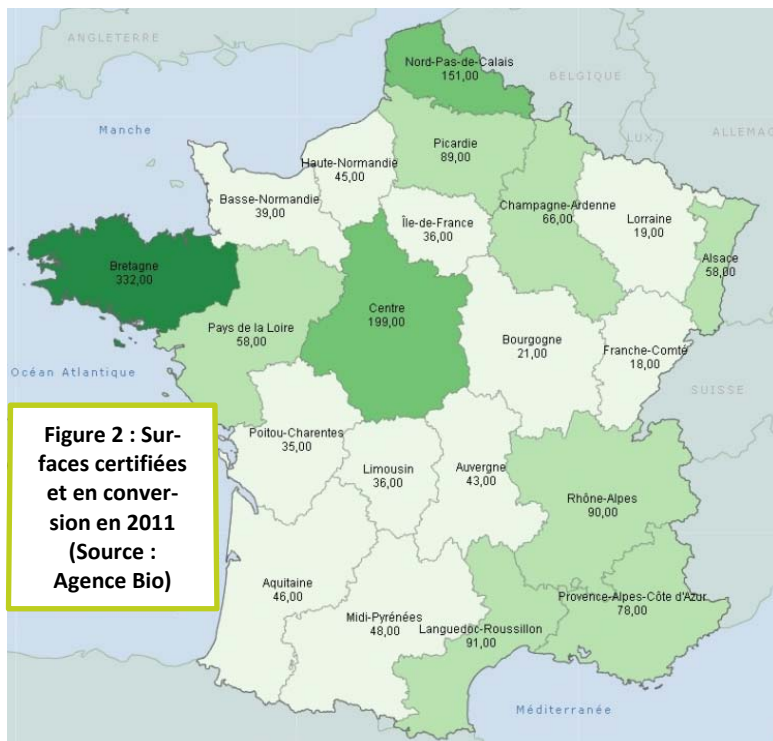 ANGLETERRE
Nord-Pas-de-Calais
151,00
BELGIQUE
Manche
LUX.
ALLEMAG
Picardie
89,00
Haute-Normandie
45,00
Basse-Normandie
39,00
Île-de-France
36,00
Champagne-Ardenne
66,00
Lorraine
19,00
Alsace
58,00
Bretagne
332,00
Centre
199,00
Pays de la Loire
58,00
Bourgogne
21,00
Franche-Comté
18,00
Océan Atlantique
SUISSE
Figure 2 : Sur-
faces certifiées
et en conver-
sion en 2011
(Source :
Agence Bio)
Poitou-Charentes
35,00
Limousin
36,00
Auvergne
43,00
Rhône-Alpes
90,00
Aquitaine
46,00
Midi-Pyrénées
48,00
Languedoc-Roussillon
91,00
Provence-Alpes-Côte d'Azur
78,00
Méditerranée